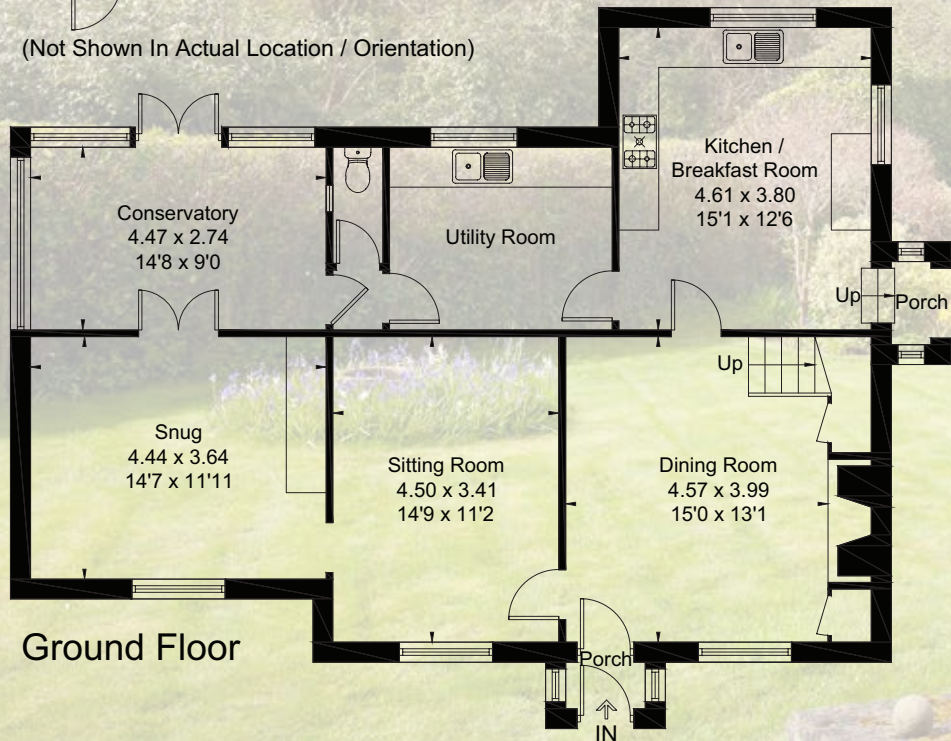 (Not Shown In Actual Location / Orientation)
Kitchen /
Breakfast Room
4.61 x 3.80
15'1 x 12'6
Conservatory
4.47 x 2.74
14'8 x 9'0
Utility Room
Up
Porch
Up
Snug
4.44 x 3.64
14'7 x 11'11
Sitting Room
4.50 x 3.41
14'9 x 11'2
Dining Room
4.57 x 3.99
15'0 x 13'1
Ground Floor
Porch
IN